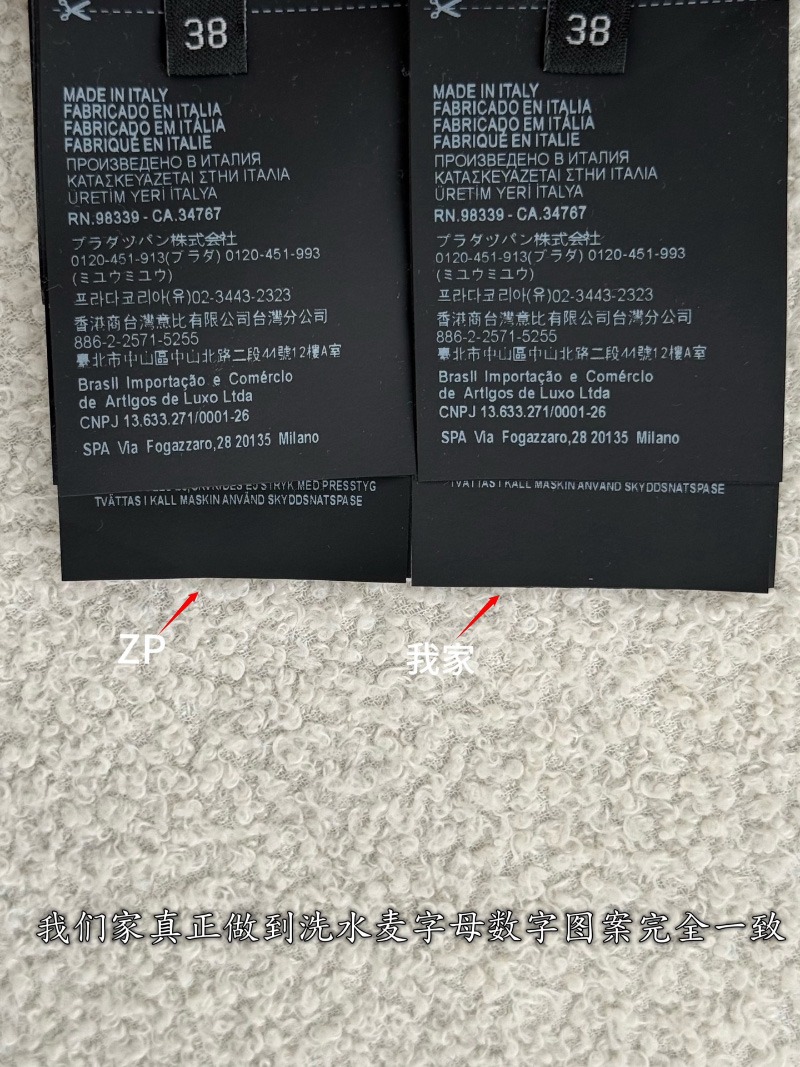 38
MADE IN ITALY
FABRICADO EN ITALIA
FABRICADO EM ITÁLIA
FABRIQUÉ EN ITALIE
ПРОИЗВЕДЕНО В ИТАЛИЯ
ΚΑΤΑΣΚΕΥΑΖΕΤΑΙ ΣΤΗΝ ΙΤΑΛΙΑ
ÜRETİM YERİ İTALYA
RN.98339 - CA.34767
プラダツパン株式会社
0120-451-913(プラダ) 0120-451-993
(ミユウミユウ)
프라다코리아(유)02-3443-2323
香港商台灣意比有限公司台灣分公司
886-2-2571-5255
臺北市中山區中山北路二段44號12樓A室
Brasil Importação e Comércio
de Artigos de Luxo Ltda
CNPJ 13.633.271/0001-26
SPA Via Fogazzaro,28 20135 Milano
STRYK MED PRESSTYG
TVÄTTAS I KALL MASKIN ANVÄND SKYDDSNATSPASE
38
MADE IN ITALY
FABRICADO EN ITALIA
FABRICADO EM ITÁLIA
FABRIQUÉ EN ITALIE
ПРОИЗВЕДЕНО В ИТАЛИЯ
ΚΑΤΑΣΚΕΥΑΖΕΤΑΙ ΣΤΗΝ ΙΤΑΛΙΑ
ÜRETİM YERİ İTALYA
RN.98339 - CA.34767
プラダツパン株式会社
0120-451-913(プラダ) 0120-451-993
(ミユウミユウ)
프라다코리아(유)02-3443-2323
香港商台灣意比有限公司台灣分公司
886-2-2571-5255
臺北市中山區中山北路二段44號12樓A室
Brasil Importação e Comércio
de Artigos de Luxo Ltda
CNPJ 13.633.271/0001-26
SPA Via Fogazzaro,28 20135 Milano
TVÄTTAS I KALL MASKIN ANVÄND SKYDDSNATSPASE
ZP
我家
我们家真正做到洗水麦字母数字图案完全一致